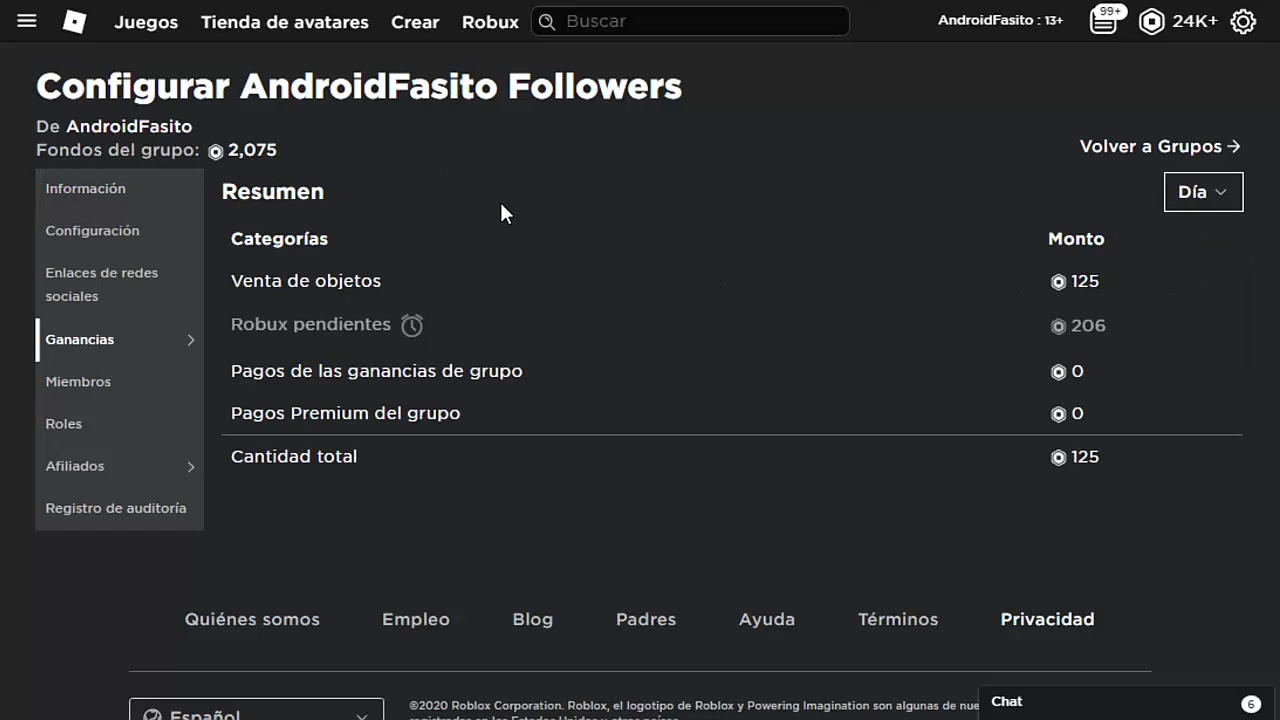 Juegos Tienda de avatares Crear Robux Buscar AndroidFasito : 13+ 99+ 24K+
Configurar AndroidFasito Followers
De AndroidFasito
Fondos del grupo: 2,075
Volver a Grupos →
Información
Configuración
Enlaces de redes
sociales
Ganancias
Miembros
Roles
Afiliados
Registro de auditoría
Resumen
Día
Categorías Monto
Venta de objetos 125
Robux pendientes 206
Pagos de las ganancias de grupo 0
Pagos Premium del grupo 0
Cantidad total 125
Quiénes somos Empleo Blog Padres Ayuda Términos Privacidad
Español
©2020 Roblox Corporation. Roblox, el logotipo de Roblox y Powering Imagination son algunas de nue
Chat 6